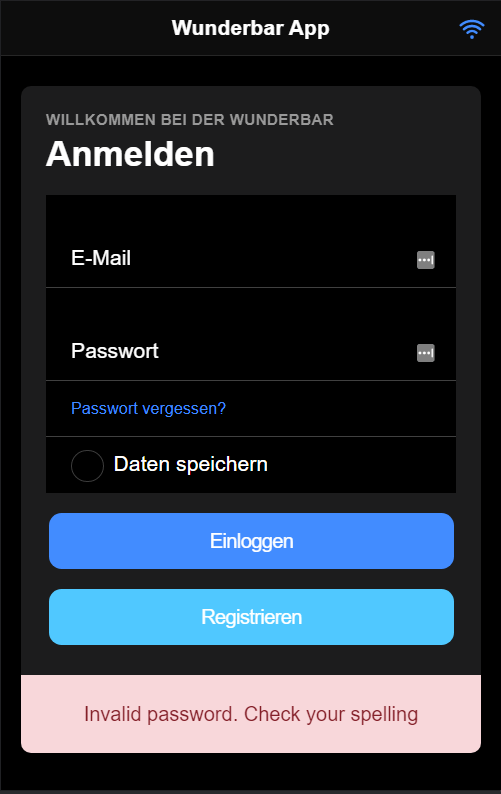 Wunderbar App
WILLKOMMEN BEI DER WUNDERBAR
Anmelden
E-Mail
Passwort
Passwort vergessen?
Daten speichern
Einloggen
Registrieren
Invalid password. Check your spelling